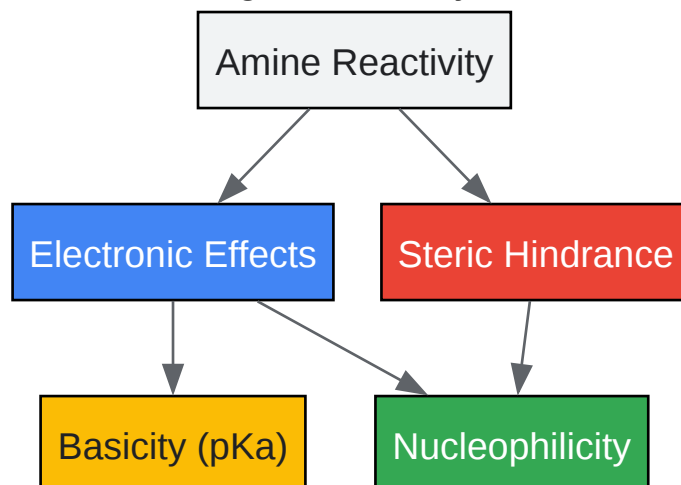 Amine Reactivity
Electronic Effects
Steric Hindrance
Basicity (pKa)
Nucleophilicity